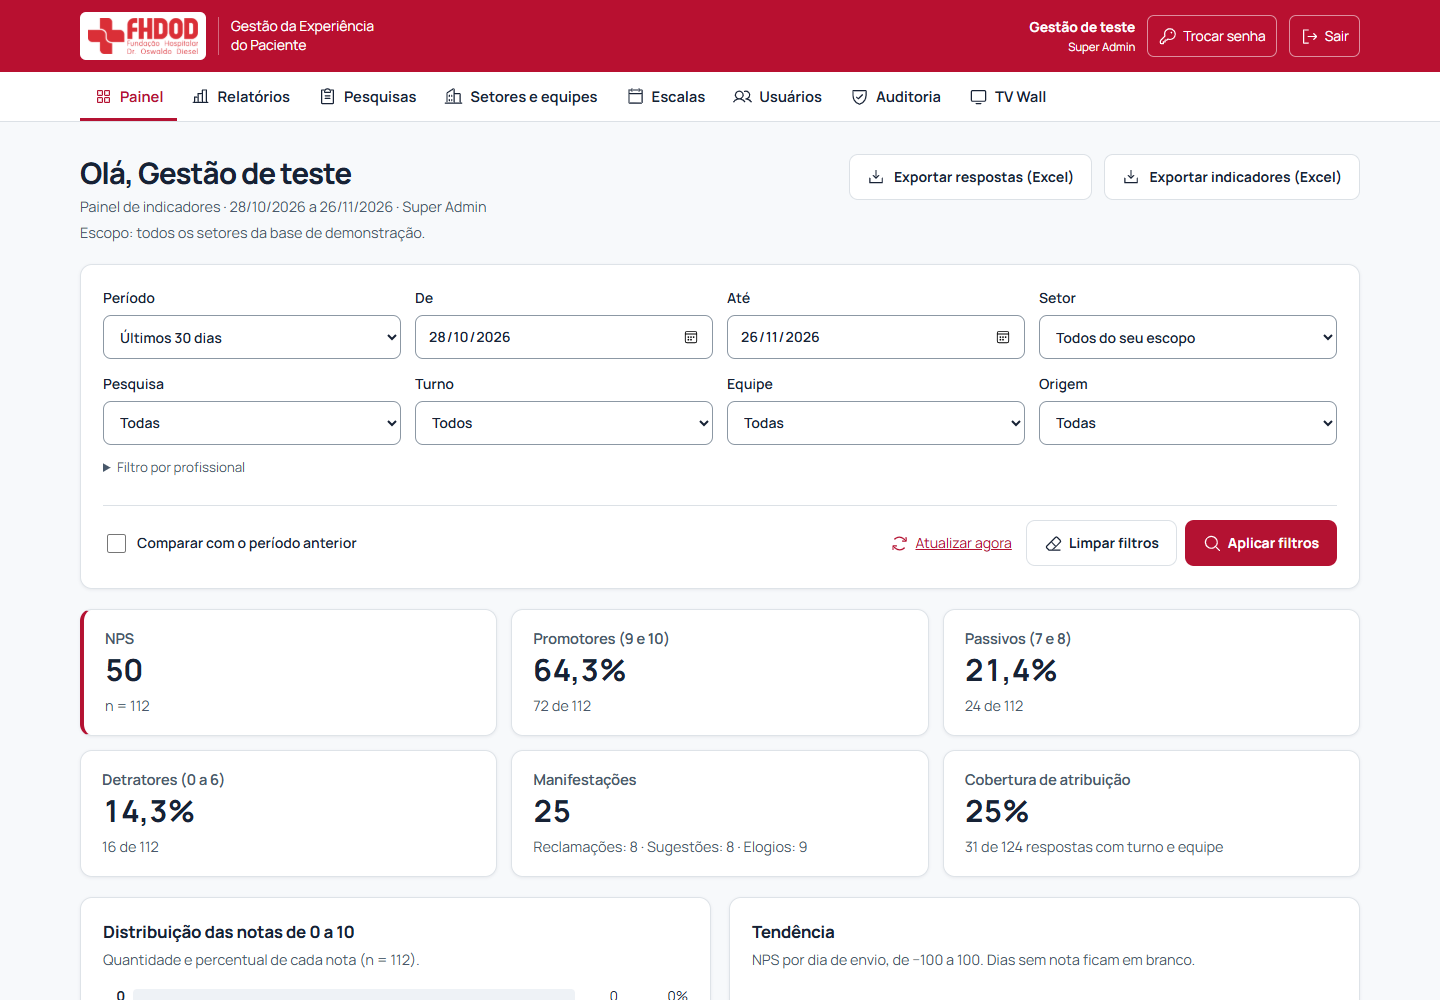 FHDOD
Fundação Hospitalar
Dr. Oswaldo Diesel
Gestão da Experiência
do Paciente
Gestão de teste
Super Admin
Trocar senha
Sair
Painel
Relatórios
Pesquisas
Setores e equipes
Escalas
Usuários
Auditoria
TV Wall
Olá, Gestão de teste
Painel de indicadores · 28/10/2026 a 26/11/2026 · Super Admin
Escopo: todos os setores da base de demonstração.
Exportar respostas (Excel)
Exportar indicadores (Excel)
Período
De
Até
Setor
Últimos 30 dias
28/10/2026
26/11/2026
Todos do seu escopo
Pesquisa
Turno
Equipe
Origem
Todas
Todos
Todas
Todas
Filtro por profissional
Comparar com o período anterior
Atualizar agora
Limpar filtros
Aplicar filtros
NPS
50
n = 112
Promotores (9 e 10)
64,3%
72 de 112
Passivos (7 e 8)
21,4%
24 de 112
Detratores (0 a 6)
14,3%
16 de 112
Manifestações
25
Reclamações: 8 · Sugestões: 8 · Elogios: 9
Cobertura de atribuição
25%
31 de 124 respostas com turno e equipe
Distribuição das notas de 0 a 10
Quantidade e percentual de cada nota (n = 112).
0 0 0%
Tendência
NPS por dia de envio, de −100 a 100. Dias sem nota ficam em branco.